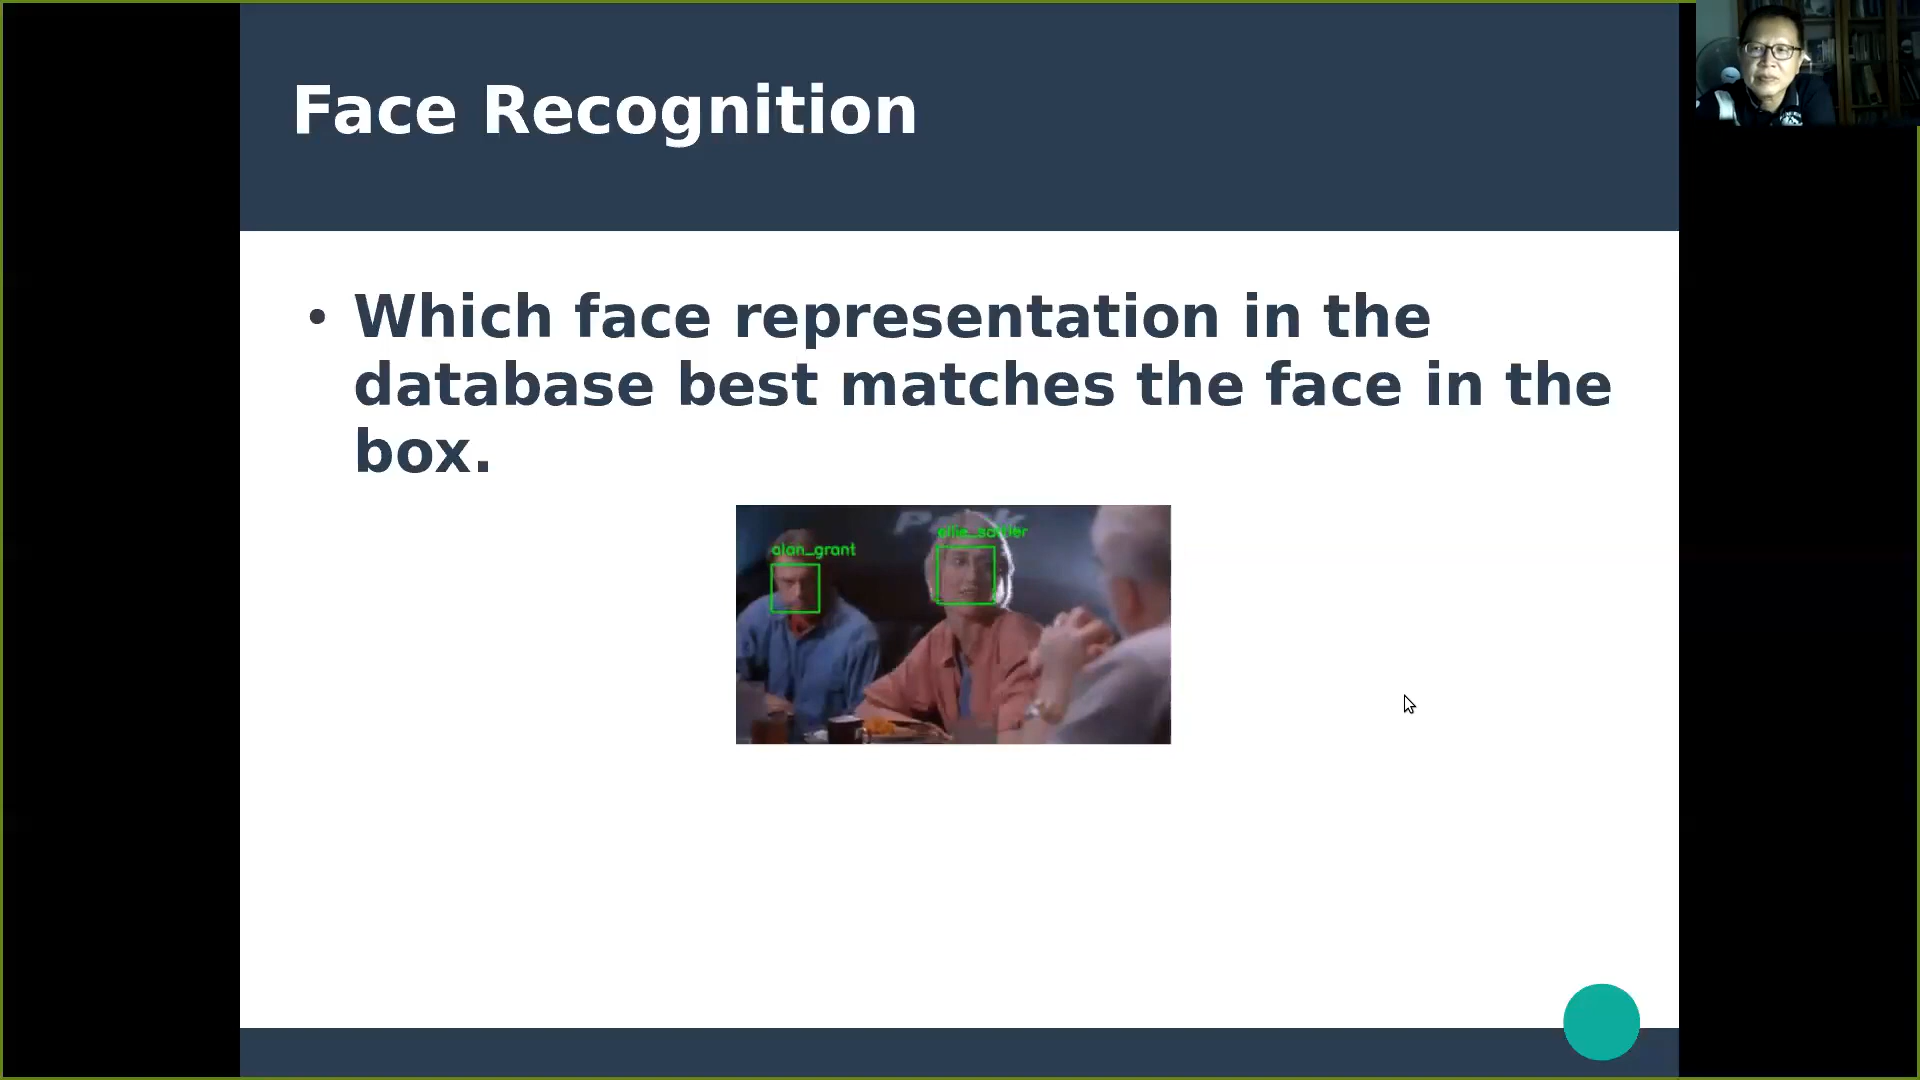 Face Recognition
• Which face representation in the
database best matches the face in the
box.
alan_grant
ellie_sattler